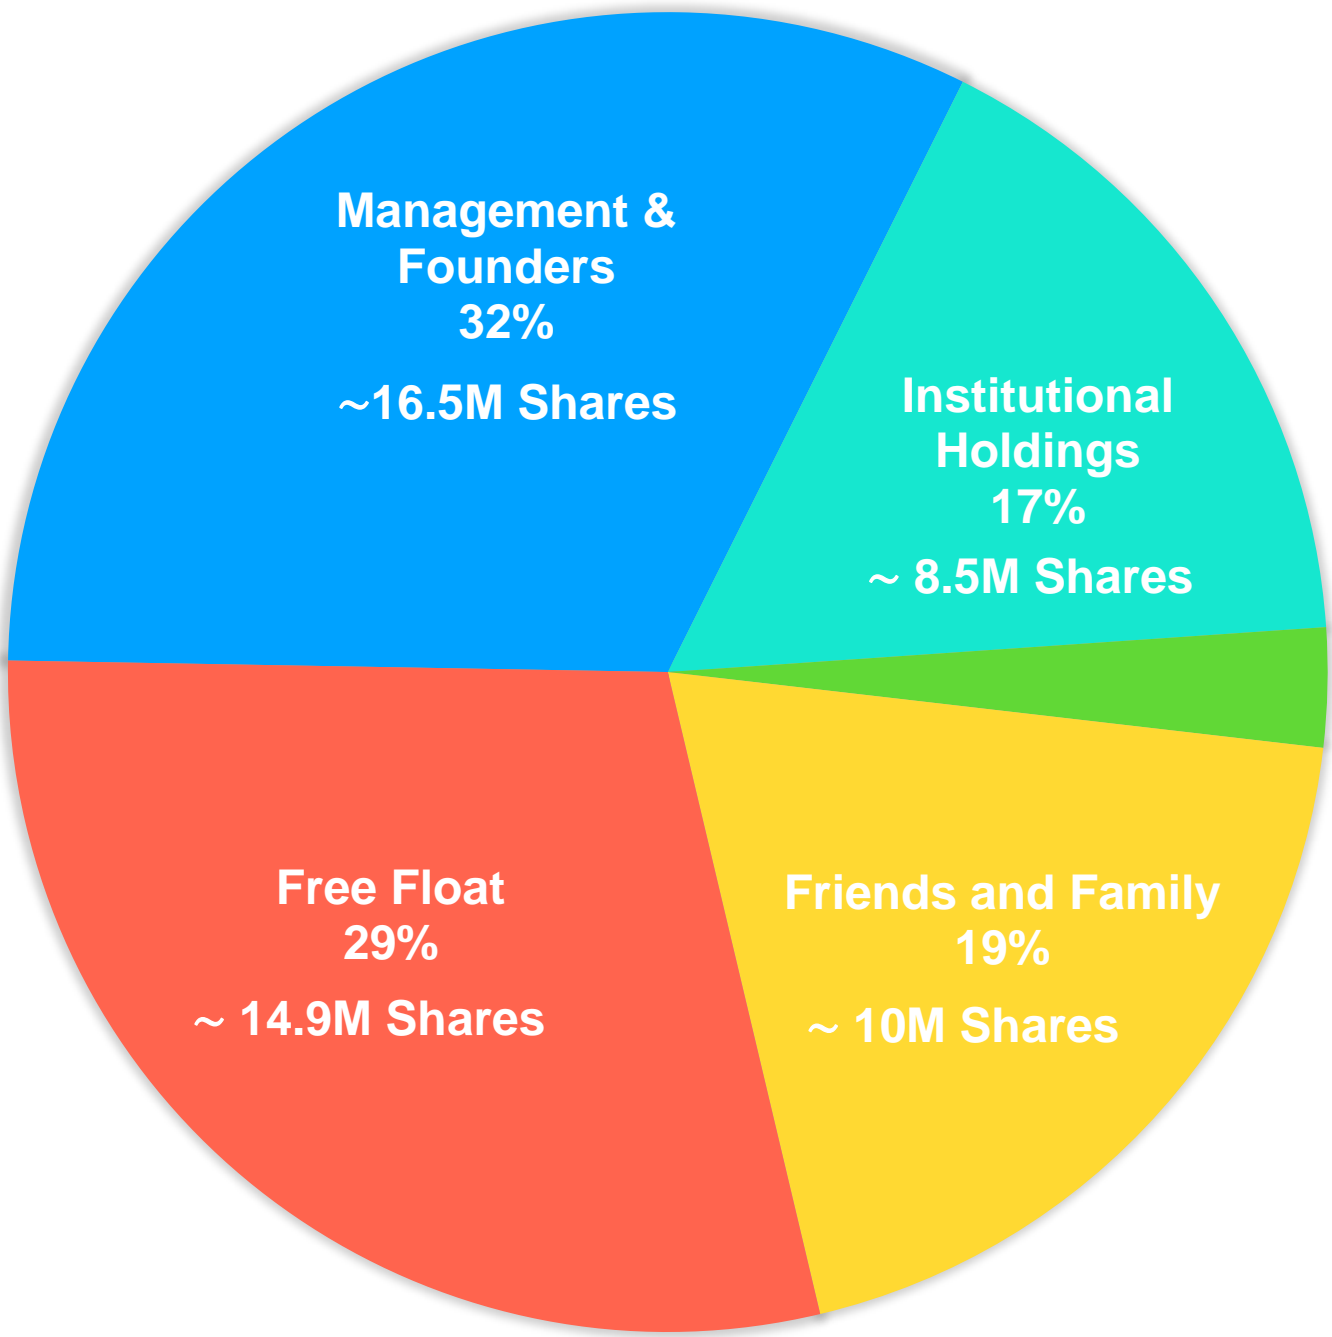 Management &
Founders
32%
~16.5M Shares
Institutional
Holdings
17%
~ 8.5M Shares
Free Float
29%
~ 14.9M Shares
Friends and Family
19%
~ 10M Shares